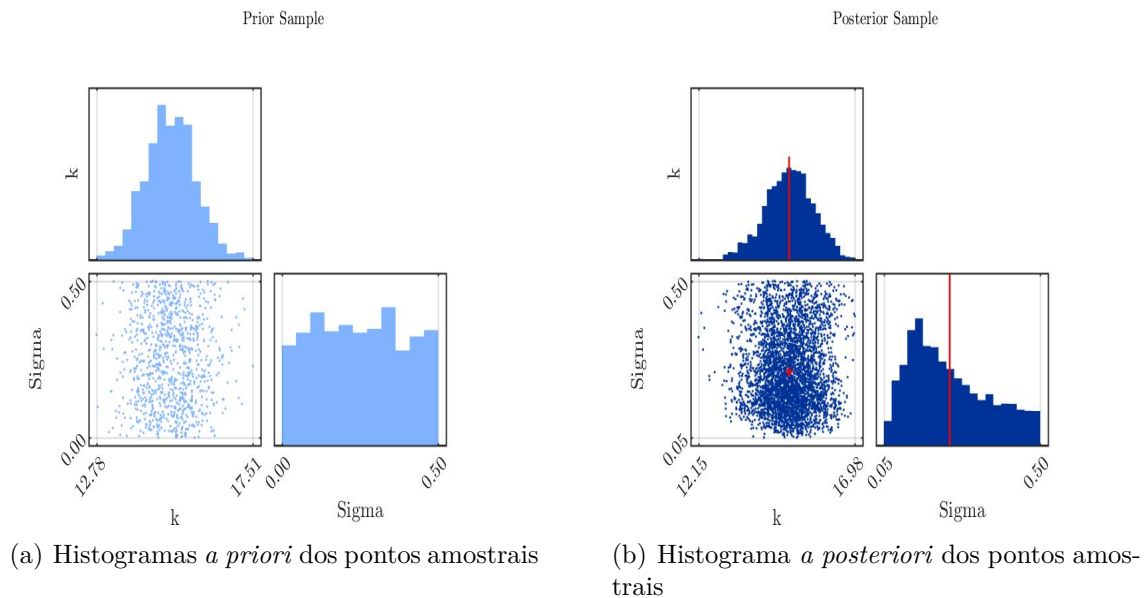 Prior Sample
k
0.50
Sigma
0.00
12.78
17.51
0.00
0.50
k
Sigma
(a) Histogramas a priori dos pontos amostrais
Posterior Sample
k
0.50
Sigma
0.05
12.15
16.98
0.05
0.50
k
Sigma
(b) Histograma a posteriori dos pontos amos-
trais